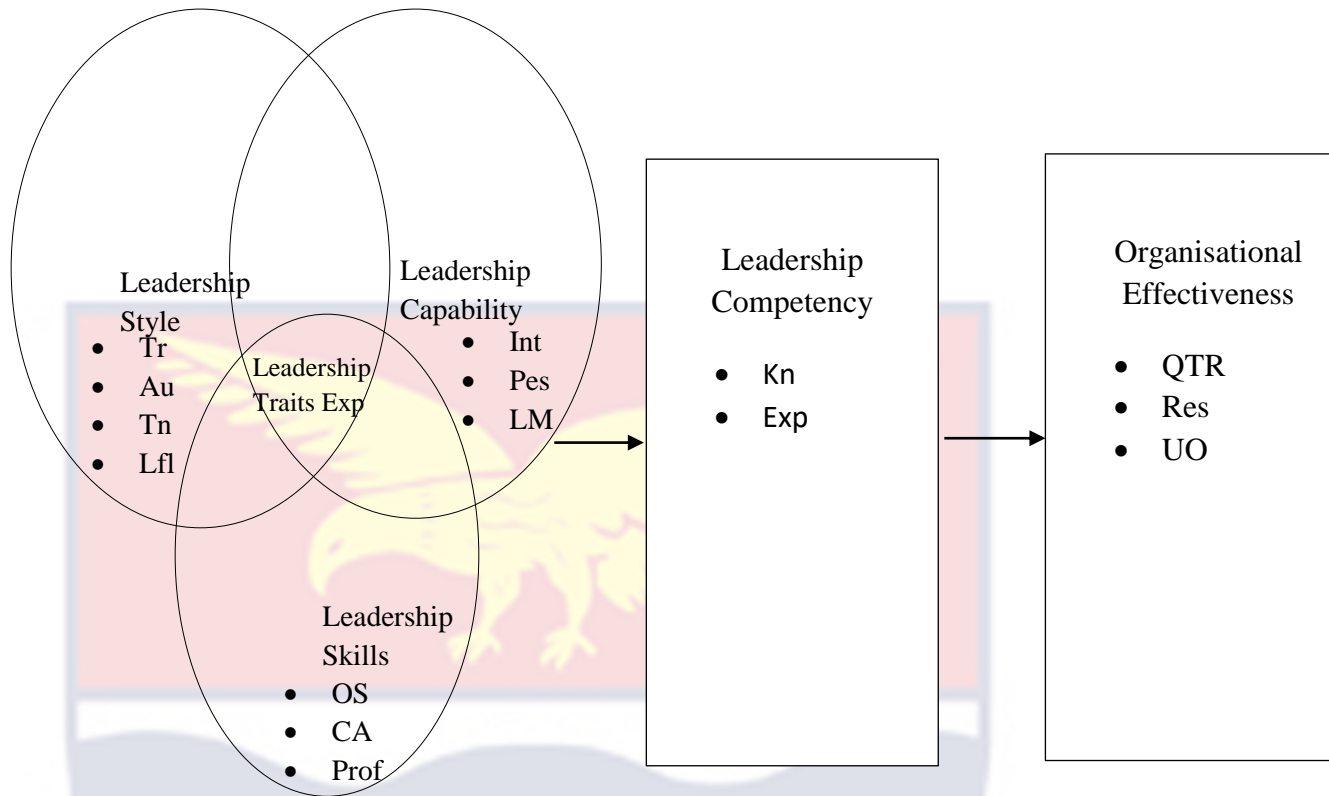 Leadership
Style
• Tr
• Au
• Tn
• Lfl
Leadership
Capability
• Int
• Pes
• LM
Leadership
Traits Exp
Leadership
Skills
• OS
• CA
• Prof
Leadership
Competency
• Kn
• Exp
Organisational
Effectiveness
• QTR
• Res
• UO